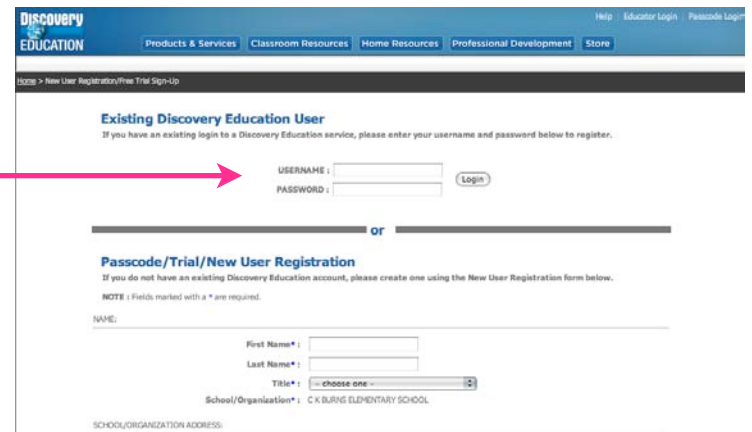 Discovery
EDUCATION
Help | Educator Login | Passcode Login
Products & Services Classroom Resources Home Resources Professional Development Store
Home > New User Registration/Free Trial Sign-Up
Existing Discovery Education User
If you have an existing login to a Discovery Education service, please enter your username and password below to register.
USERNAME :
PASSWORD :
Login
or
Passcode/Trial/New User Registration
If you do not have an existing Discovery Education account, please create one using the New User Registration form below.
NOTE : Fields marked with a * are required.
NAME:
First Name* :
Last Name* :
Title* : - choose one -
School/Organization* : C K BURNS ELEMENTARY SCHOOL
SCHOOL/ORGANIZATION ADDRESS: